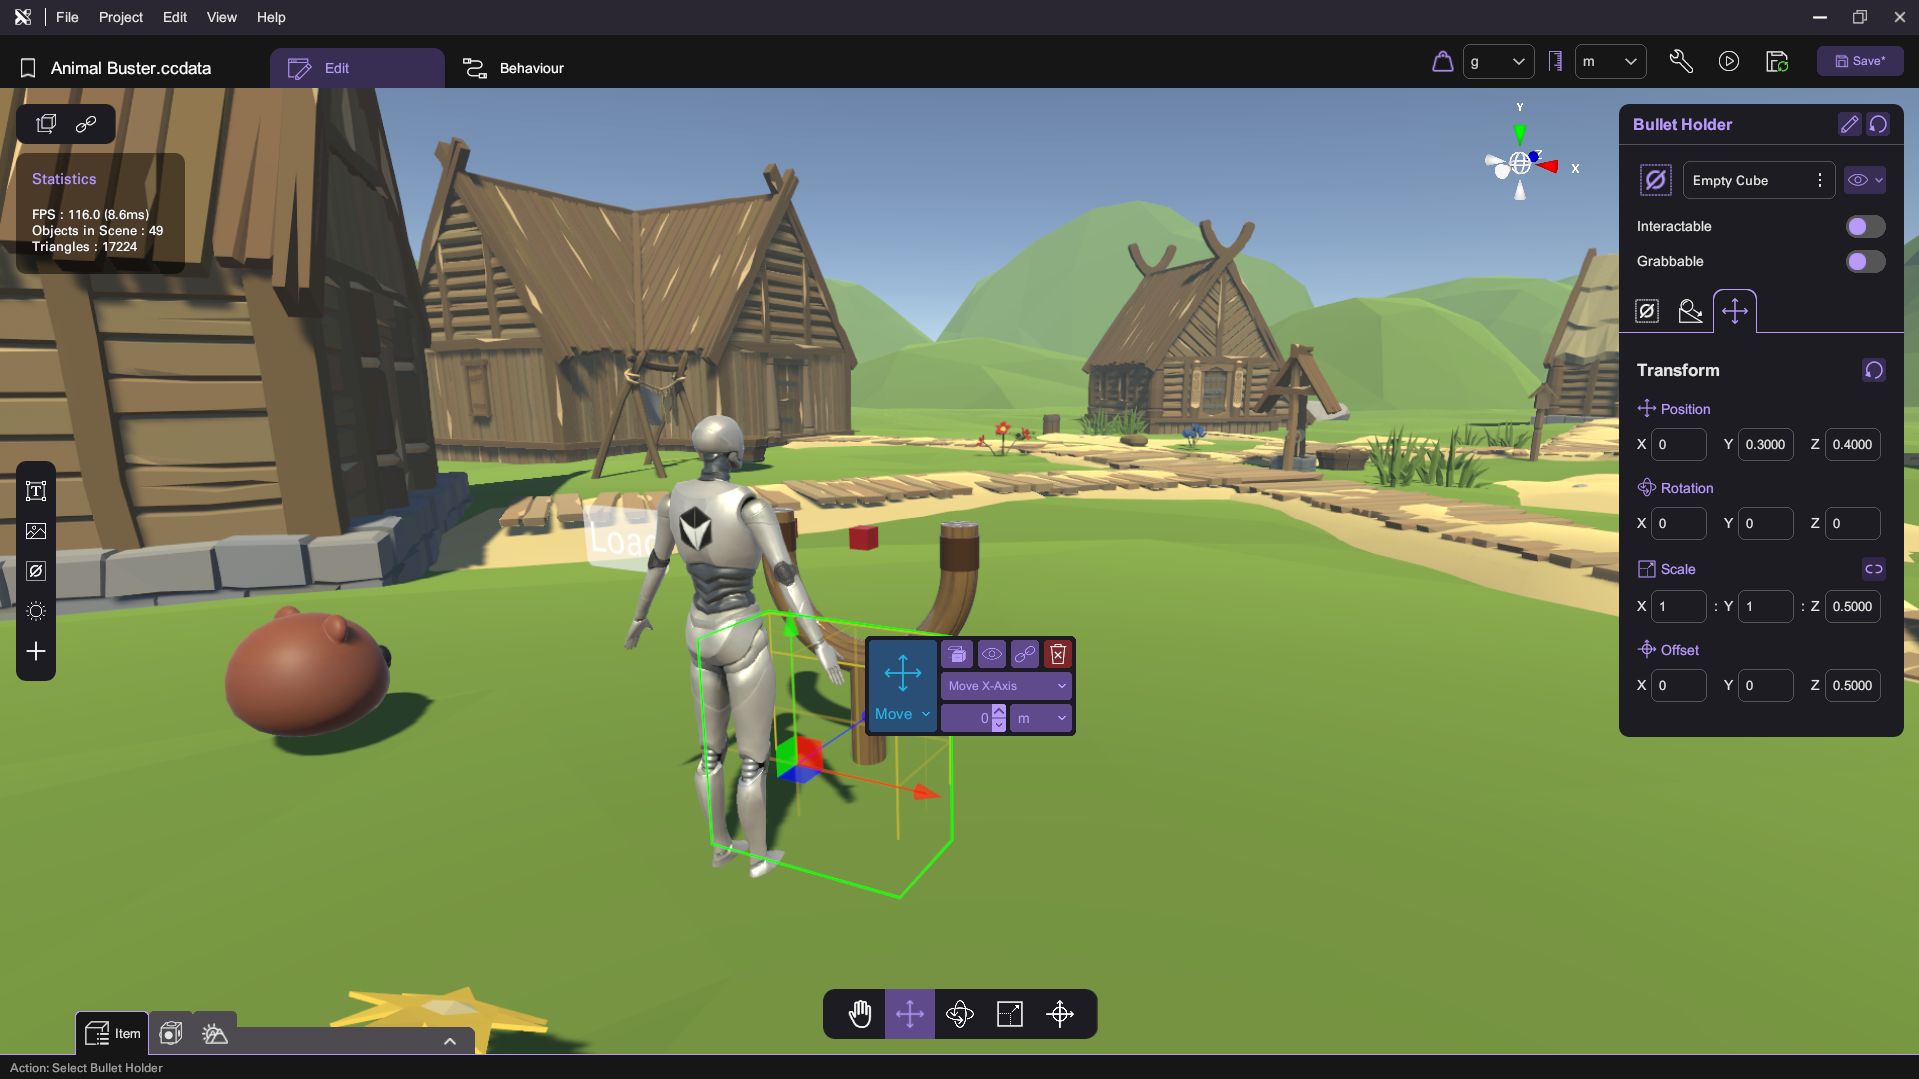 File Project Edit View Help
Animal Buster.ccdata
Edit
Behaviour
g
m
Save*
Statistics
FPS : 116.0 (8.6ms)
Objects in Scene : 49
Triangles : 17224
Y
Z
X
Bullet Holder
Empty Cube
Interactable
Grabbable
Transform
Position
X 0 Y 0.3000 Z 0.4000
Rotation
X 0 Y 0 Z 0
Scale
X 1 : Y 1 : Z 0.5000
Offset
X 0 Y 0 Z 0.5000
Loa
Move
Move X-Axis
0 m
Item
Action: Select Bullet Holder